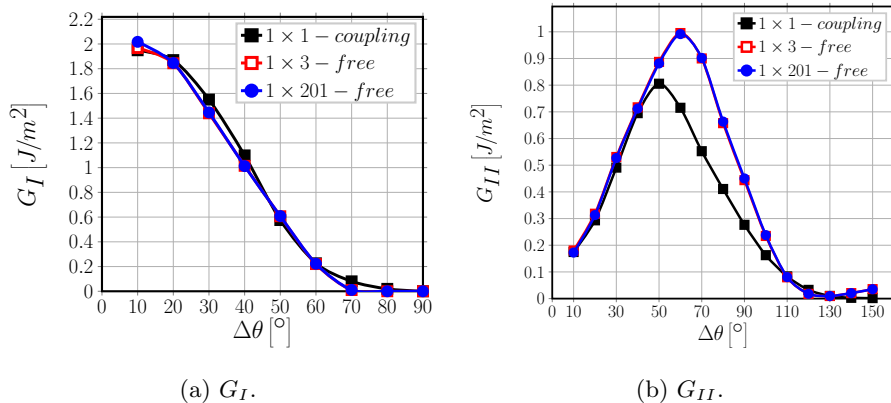 2.2
2
1.8
1.6
1.4
1.2
1
0.8
0.6
0.4
0.2
0
0 10 20 30 40 50 60 70 80 90
G_I [J/m^2]
Δθ [°]
1 × 1 − coupling
1 × 3 − free
1 × 201 − free
(a) G_I.
1
0.9
0.8
0.7
0.6
0.5
0.4
0.3
0.2
0.1
0
0 10 30 50 70 90 110 130 150
G_II [J/m^2]
Δθ [°]
1 × 1 − coupling
1 × 3 − free
1 × 201 − free
(b) G_II.